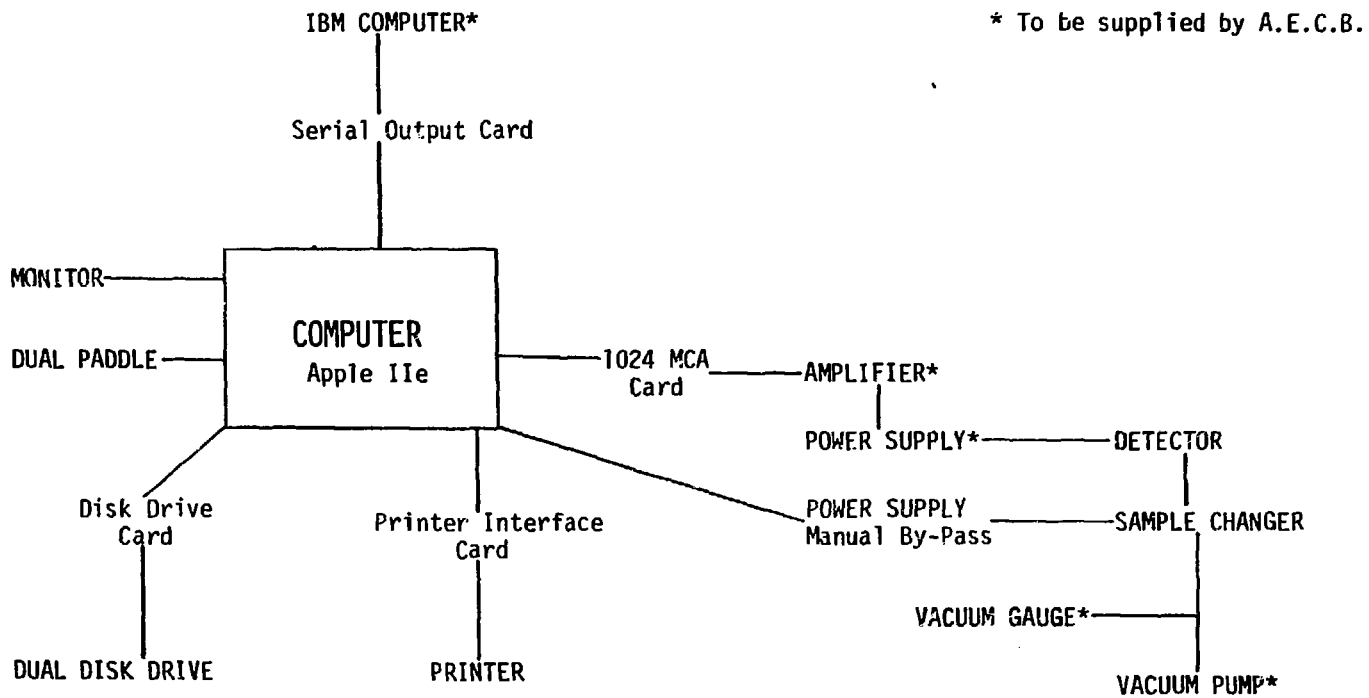 IBM COMPUTER*
* To be supplied by A.E.C.B.
Serial Output Card
MONITOR
COMPUTER
DUAL PADDLE
Apple IIe
1024 MCA
Card
AMPLIFIER*
POWER SUPPLY*
DETECTOR
Disk Drive
Card
Printer Interface
Card
POWER SUPPLY
Manual By-Pass
SAMPLE CHANGER
VACUUM GAUGE*
DUAL DISK DRIVE
PRINTER
VACUUM PUMP*